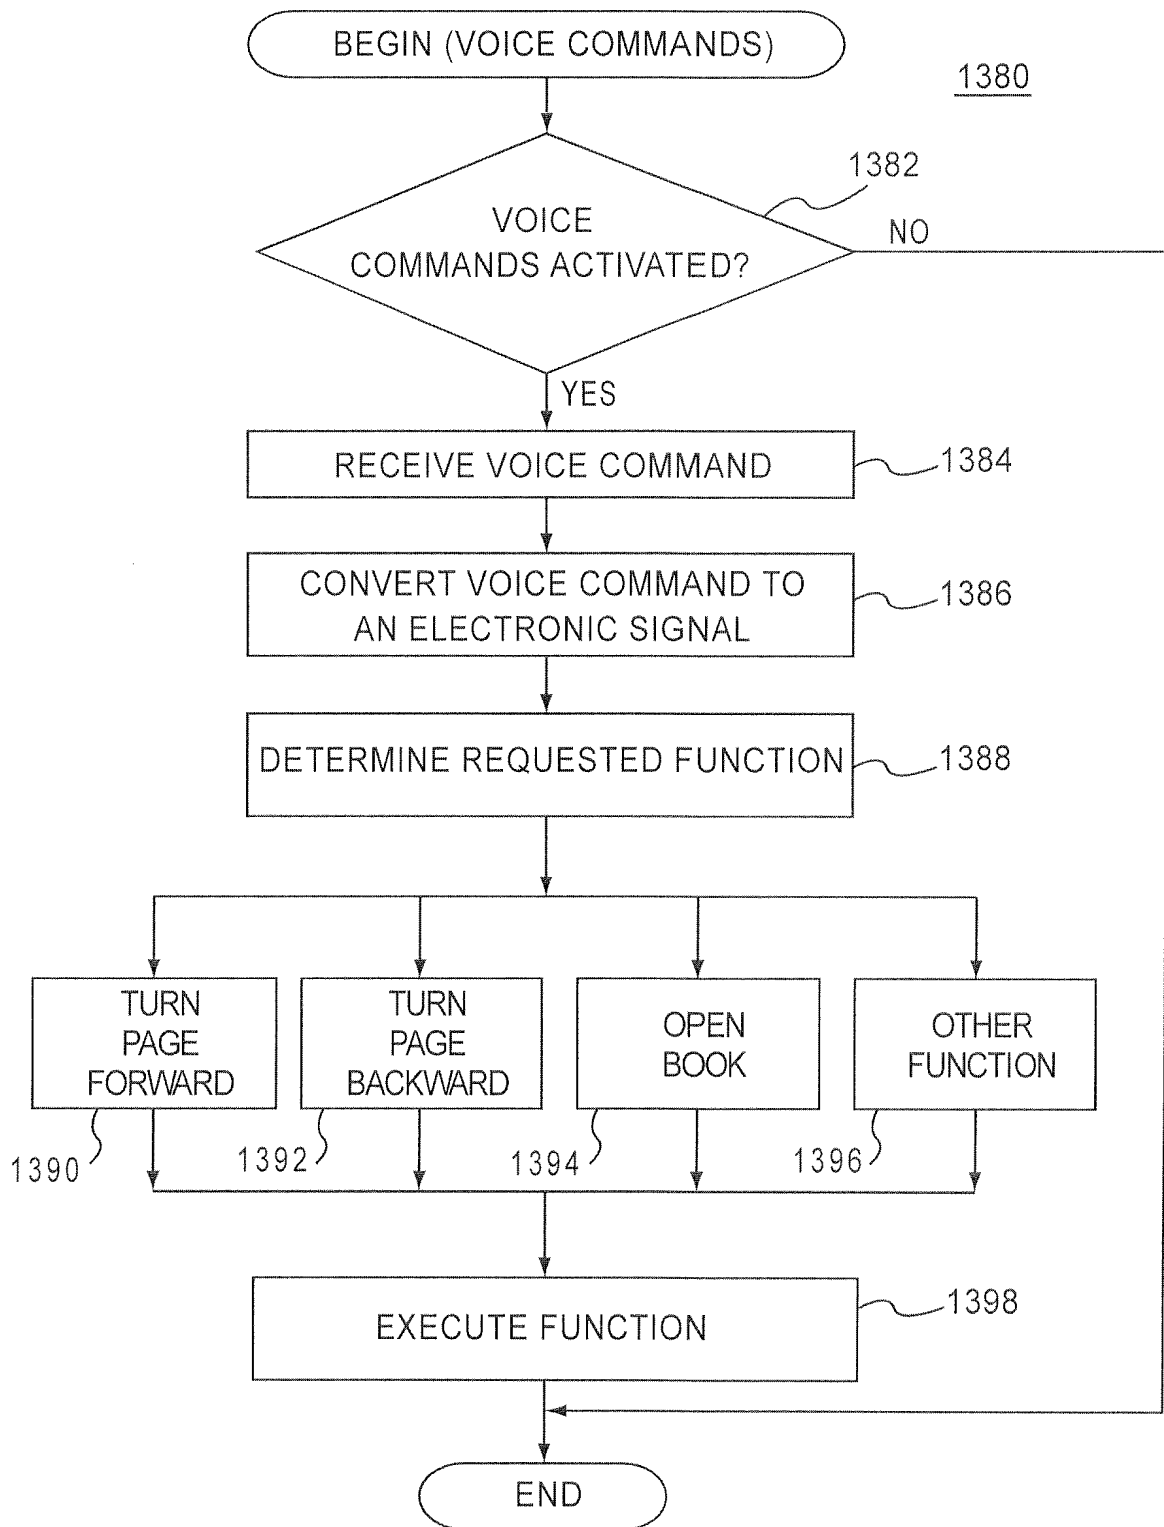 BEGIN (VOICE COMMANDS)
1380
1382
VOICE
COMMANDS ACTIVATED?
NO
YES
RECEIVE VOICE COMMAND
1384
CONVERT VOICE COMMAND TO
AN ELECTRONIC SIGNAL
1386
DETERMINE REQUESTED FUNCTION
1388
TURN
PAGE
FORWARD
1390
TURN
PAGE
BACKWARD
1392
OPEN
BOOK
1394
OTHER
FUNCTION
1396
EXECUTE FUNCTION
1398
END